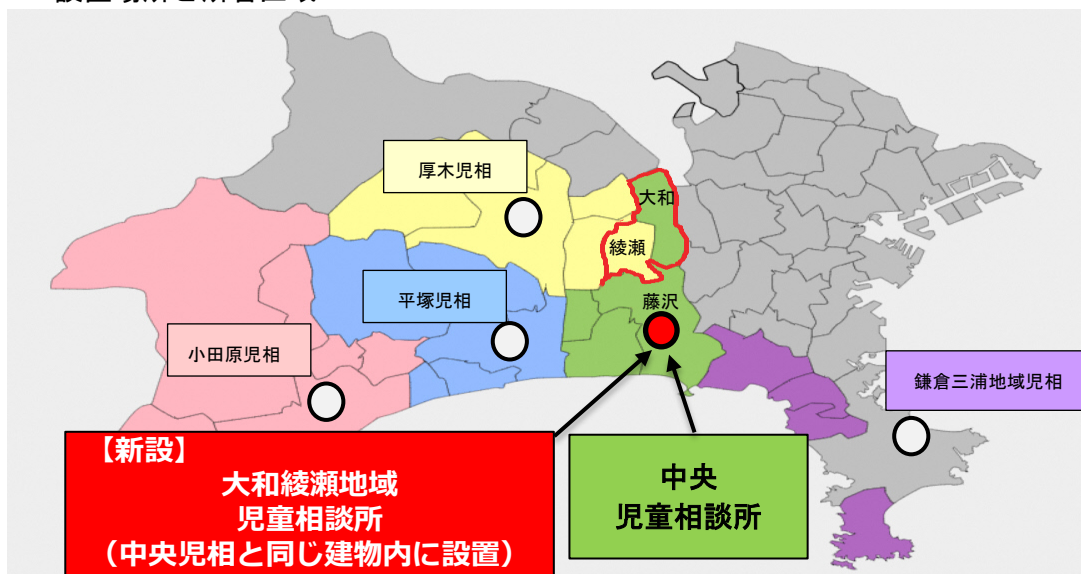 厚木児相
大和
綾瀬
平塚児相
藤沢
小田原児相
鎌倉三浦地域児相
【新設】
大和綾瀬地域
児童相談所
（中央児相と同じ建物内に設置）
中央
児童相談所